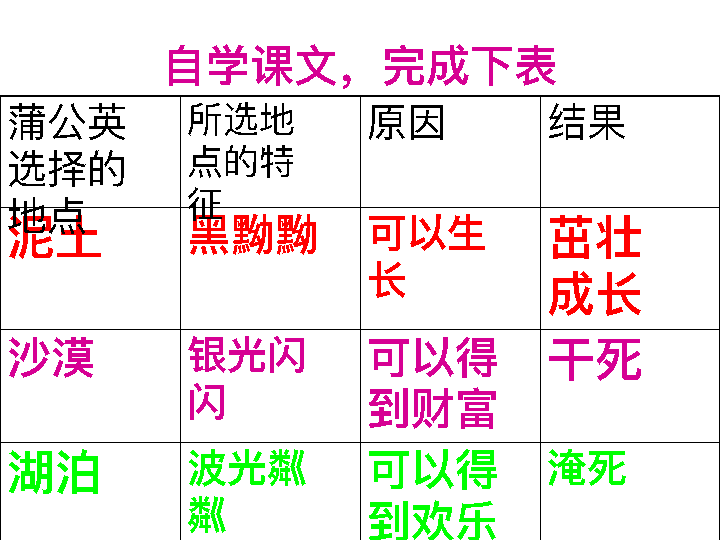 自学课文，完成下表
蒲公英
选择的
地点
所选地
点的特
征
原因
结果
泥土
黑黝黝
可以生
长
茁壮
成长
沙漠
银光闪
闪
可以得
到财富
干死
湖泊
波光粼
粼
可以得
到欢乐
淹死